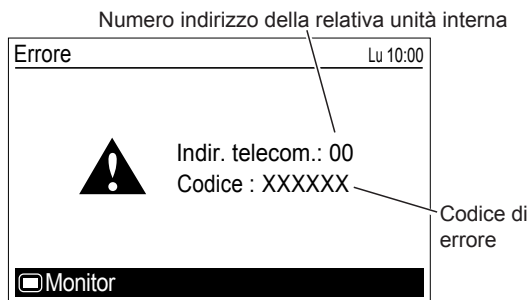 Numero indirizzo della relativa unità interna
Errore Lu 10:00
Indir. telecom.: 00
Codice : XXXXXX
Codice di
errore
Monitor